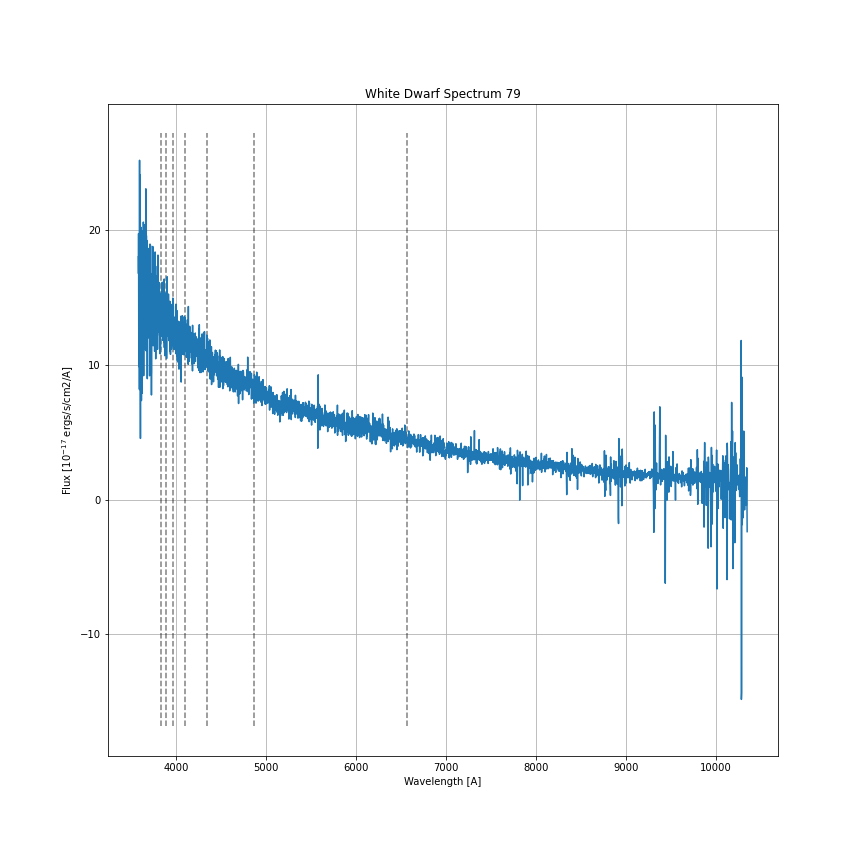 White Dwarf Spectrum 79
20
10
0
−10
Flux [10⁻¹⁷ ergs/s/cm2/A]
4000 5000 6000 7000 8000 9000 10000
Wavelength [A]